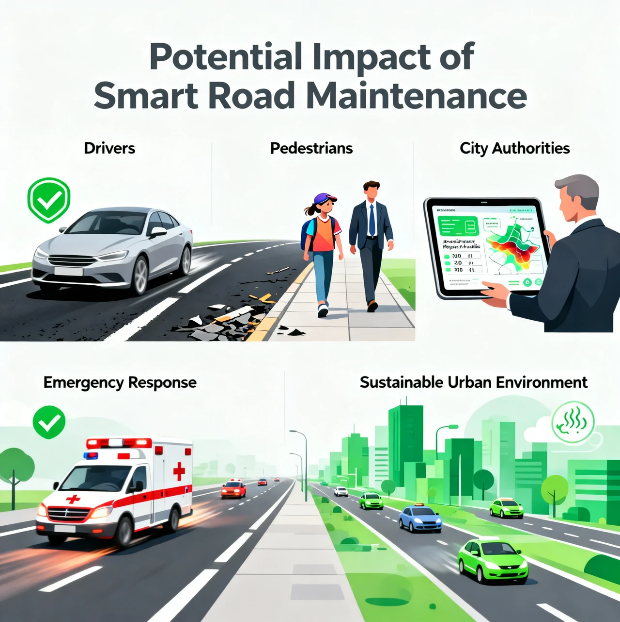 Potential Impact of
Smart Road Maintenance
Drivers
Pedestrians
City Authorities
Emergency Response
Sustainable Urban Environment